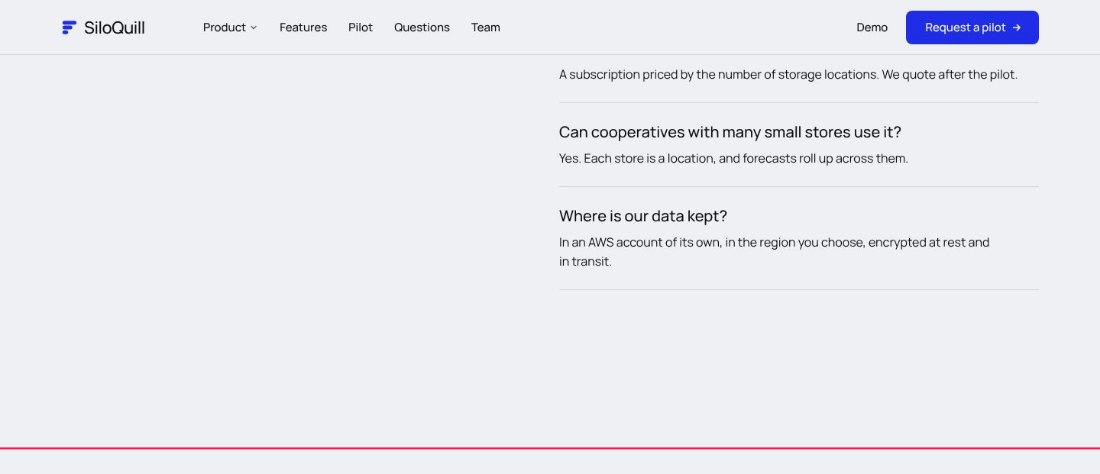 SiloQuill
Product
Features
Pilot
Questions
Team
Demo
Request a pilot →
A subscription priced by the number of storage locations. We quote after the pilot.
Can cooperatives with many small stores use it?
Yes. Each store is a location, and forecasts roll up across them.
Where is our data kept?
In an AWS account of its own, in the region you choose, encrypted at rest and
in transit.